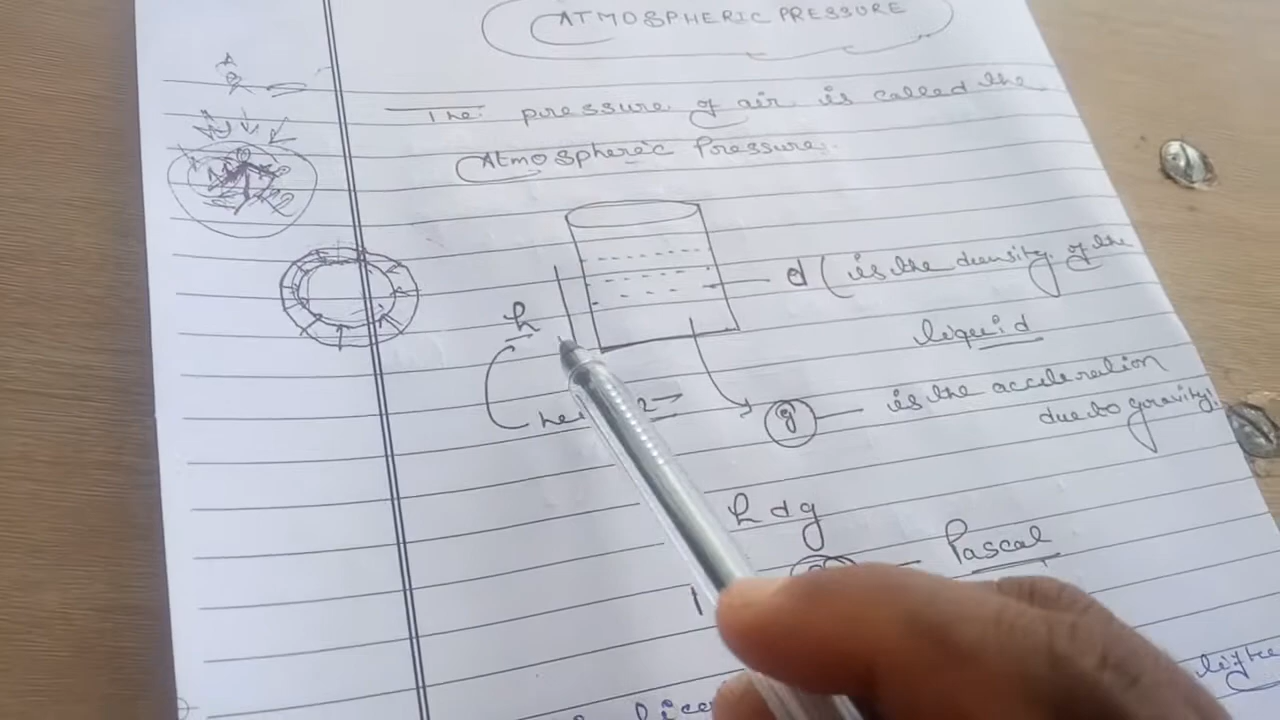 ATMOSPHERIC PRESSURE
The pressure of air is called the
Atmospheric Pressure.
d ( is the density of the
liquid
h
g — is the acceleration
due to gravity.
h d g
Pascal